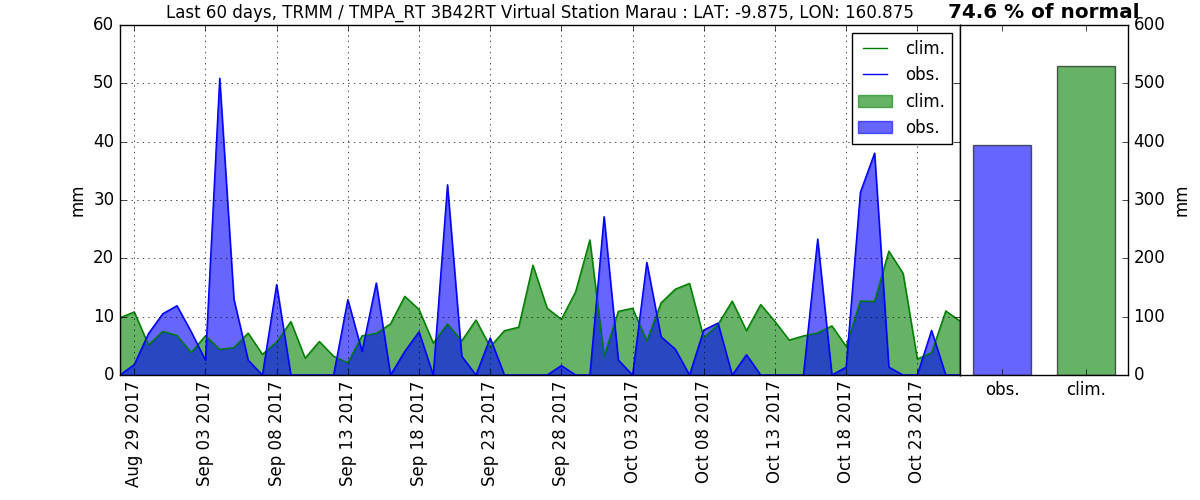 Last 60 days, TRMM / TMPA_RT 3B42RT Virtual Station Marau : LAT: -9.875, LON: 160.875
74.6 % of normal
60
50
40
30
20
10
0
mm
clim.
obs.
clim.
obs.
600
500
400
300
200
100
0
mm
Aug 29 2017
Sep 03 2017
Sep 08 2017
Sep 13 2017
Sep 18 2017
Sep 23 2017
Sep 28 2017
Oct 03 2017
Oct 08 2017
Oct 13 2017
Oct 18 2017
Oct 23 2017
obs.
clim.